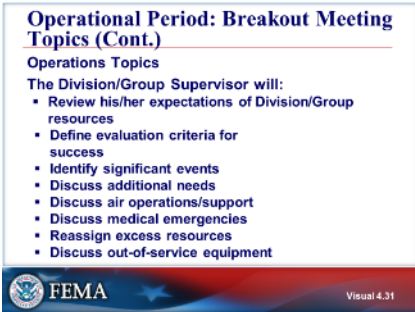 Operational Period: Breakout Meeting
Topics (Cont.)
Operations Topics
The Division/Group Supervisor will:
▪ Review his/her expectations of Division/Group
resources
▪ Define evaluation criteria for
success
▪ Identify significant events
▪ Discuss additional needs
▪ Discuss air operations/support
▪ Discuss medical emergencies
▪ Reassign excess resources
▪ Discuss out-of-service equipment
FEMA
Visual 4.31